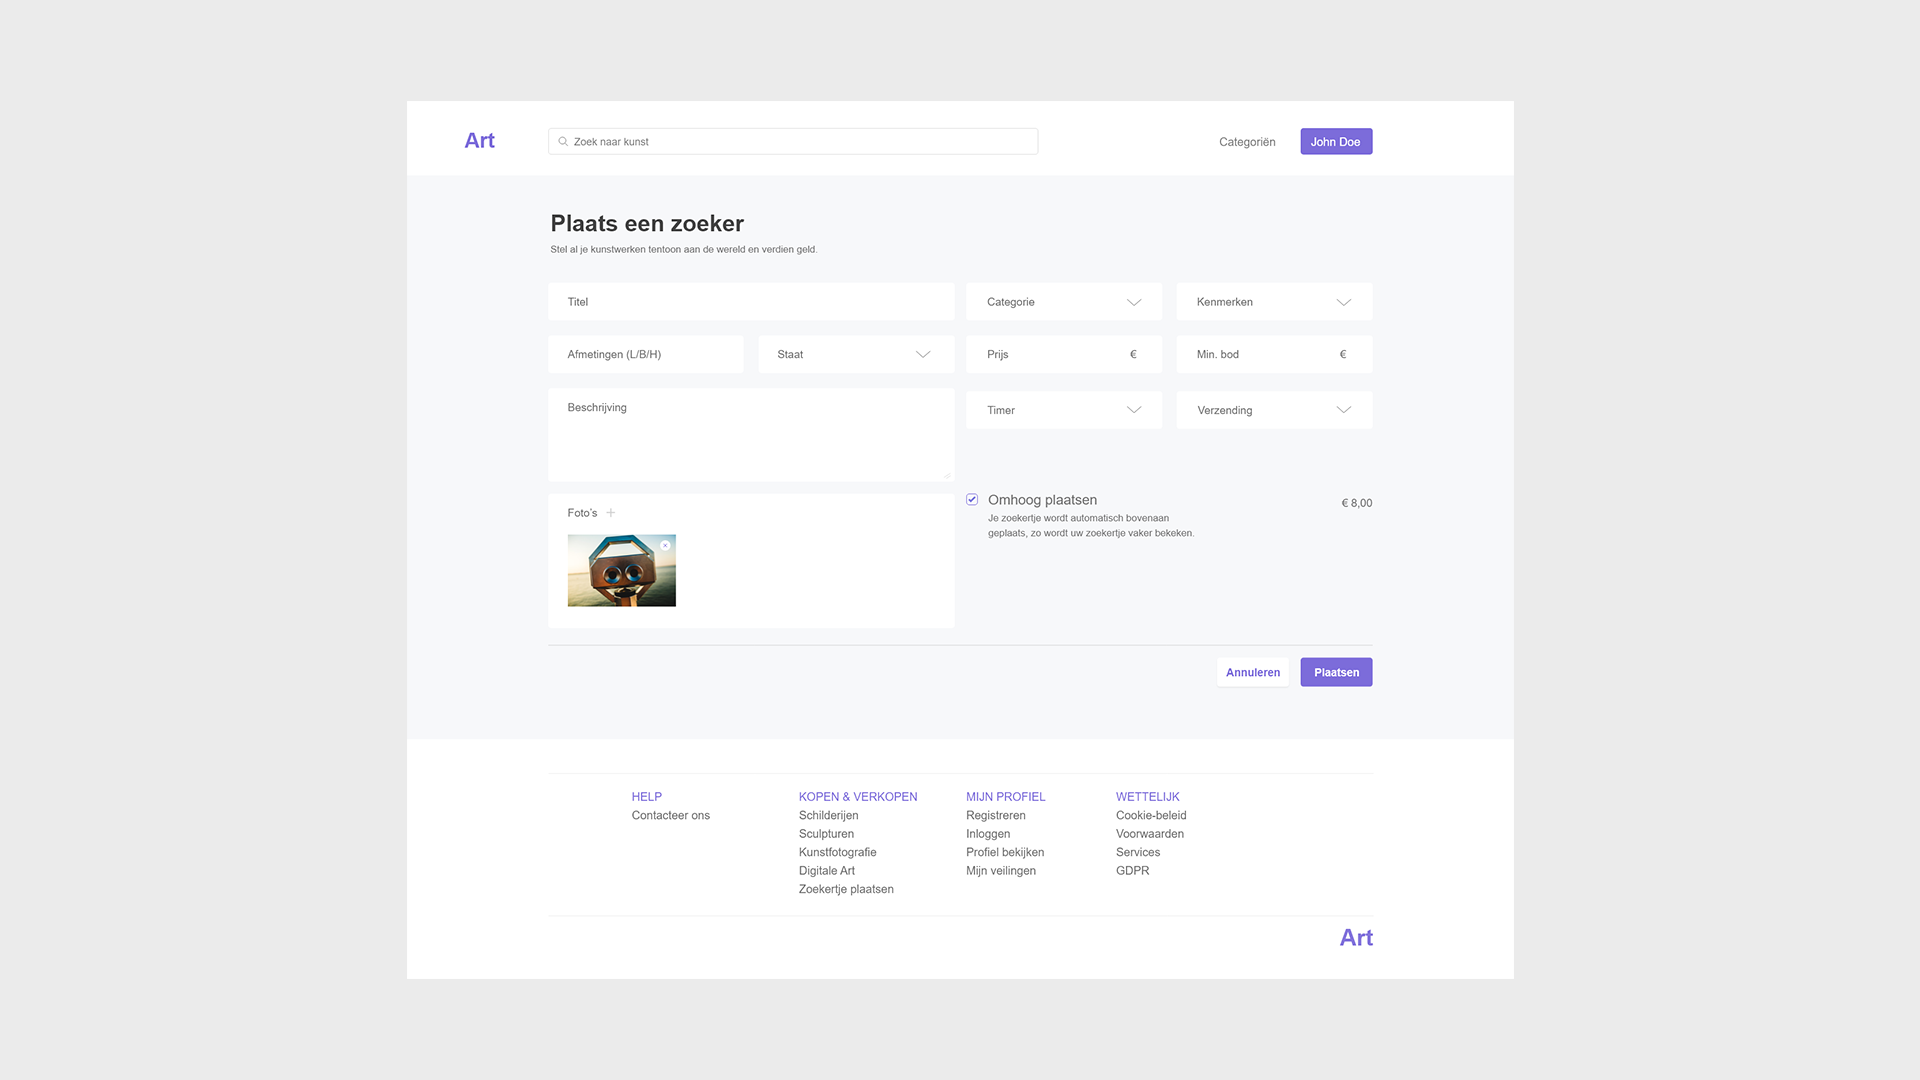 Art
Zoek naar kunst
Categoriën
John Doe
Plaats een zoeker
Stel al je kunstwerken tentoon aan de wereld en verdien geld.
Titel
Categorie
Kenmerken
Afmetingen (L/B/H)
Staat
Prijs €
Min. bod €
Beschrijving
Timer
Verzending
Foto's +
Omhoog plaatsen
€ 8,00
Je zoekertje wordt automatisch bovenaan
geplaats, zo wordt uw zoekertje vaker bekeken.
Annuleren
Plaatsen
HELP
Contacteer ons
KOPEN & VERKOPEN
Schilderijen
Sculpturen
Kunstfotografie
Digitale Art
Zoekertje plaatsen
MIJN PROFIEL
Registreren
Inloggen
Profiel bekijken
Mijn veilingen
WETTELIJK
Cookie-beleid
Voorwaarden
Services
GDPR
Art